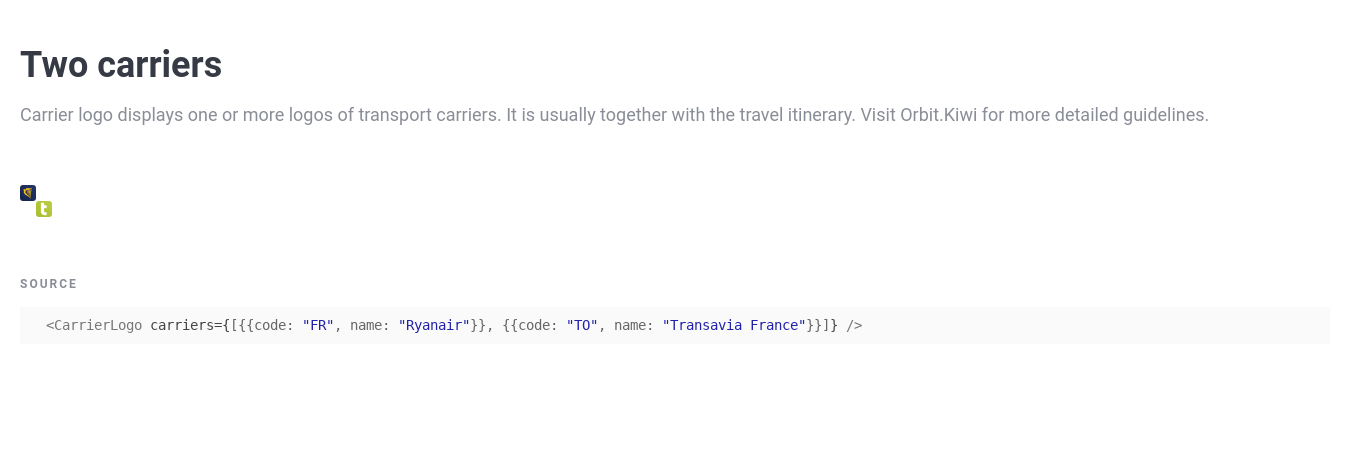 Two carriers
Carrier logo displays one or more logos of transport carriers. It is usually together with the travel itinerary. Visit Orbit.Kiwi for more detailed guidelines.
t
SOURCE
<CarrierLogo carriers={[{{code: "FR", name: "Ryanair"}}, {{code: "TO", name: "Transavia France"}}]} />